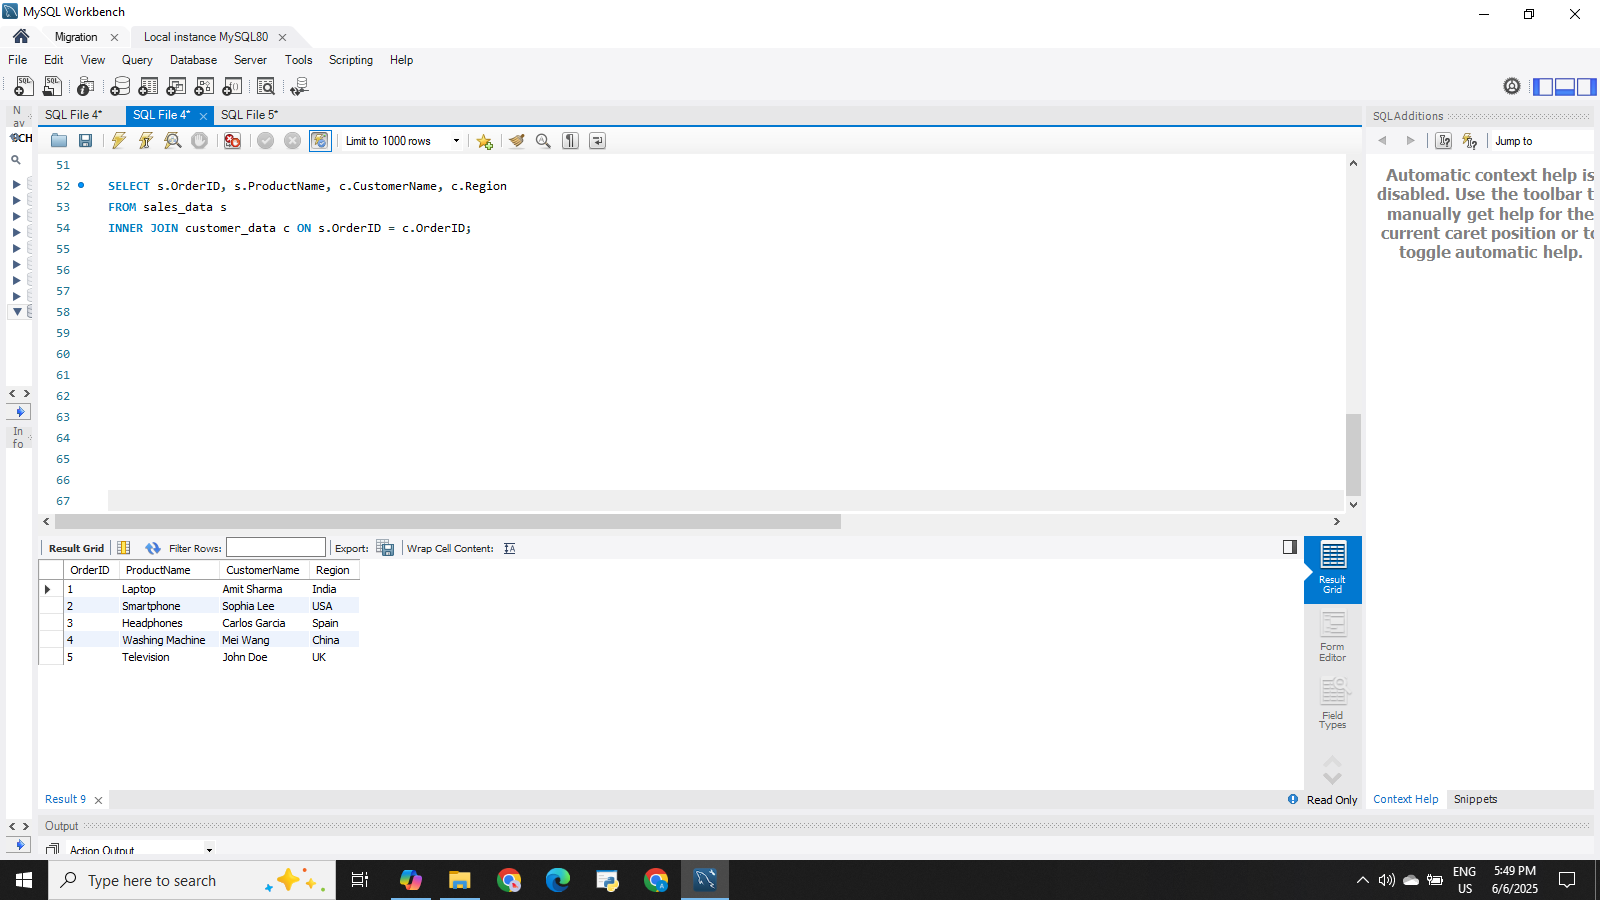 MySQL Workbench
Migration
Local instance MySQL80
File Edit View Query Database Server Tools Scripting Help
N
av
SQL File 4*
SQL File 4*
SQL File 5*
SQLAdditions
CH
Limit to 1000 rows
Jump to
51
52 SELECT s.OrderID, s.ProductName, c.CustomerName, c.Region
53 FROM sales_data s
54 INNER JOIN customer_data c ON s.OrderID = c.OrderID;
55
56
57
58
59
60
61
62
63
64
65
66
67
Automatic context help is
disabled. Use the toolbar t
manually get help for the
current caret position or to
toggle automatic help.
In
fo
Result Grid Filter Rows: Export: Wrap Cell Content:
OrderID ProductName CustomerName Region
1 Laptop Amit Sharma India
2 Smartphone Sophia Lee USA
3 Headphones Carlos Garcia Spain
4 Washing Machine Mei Wang China
5 Television John Doe UK
Result
Grid
Form
Editor
Field
Types
Result 9
Read Only
Context Help Snippets
Output
Action Output
Type here to search
ENG
US
5:49 PM
6/6/2025